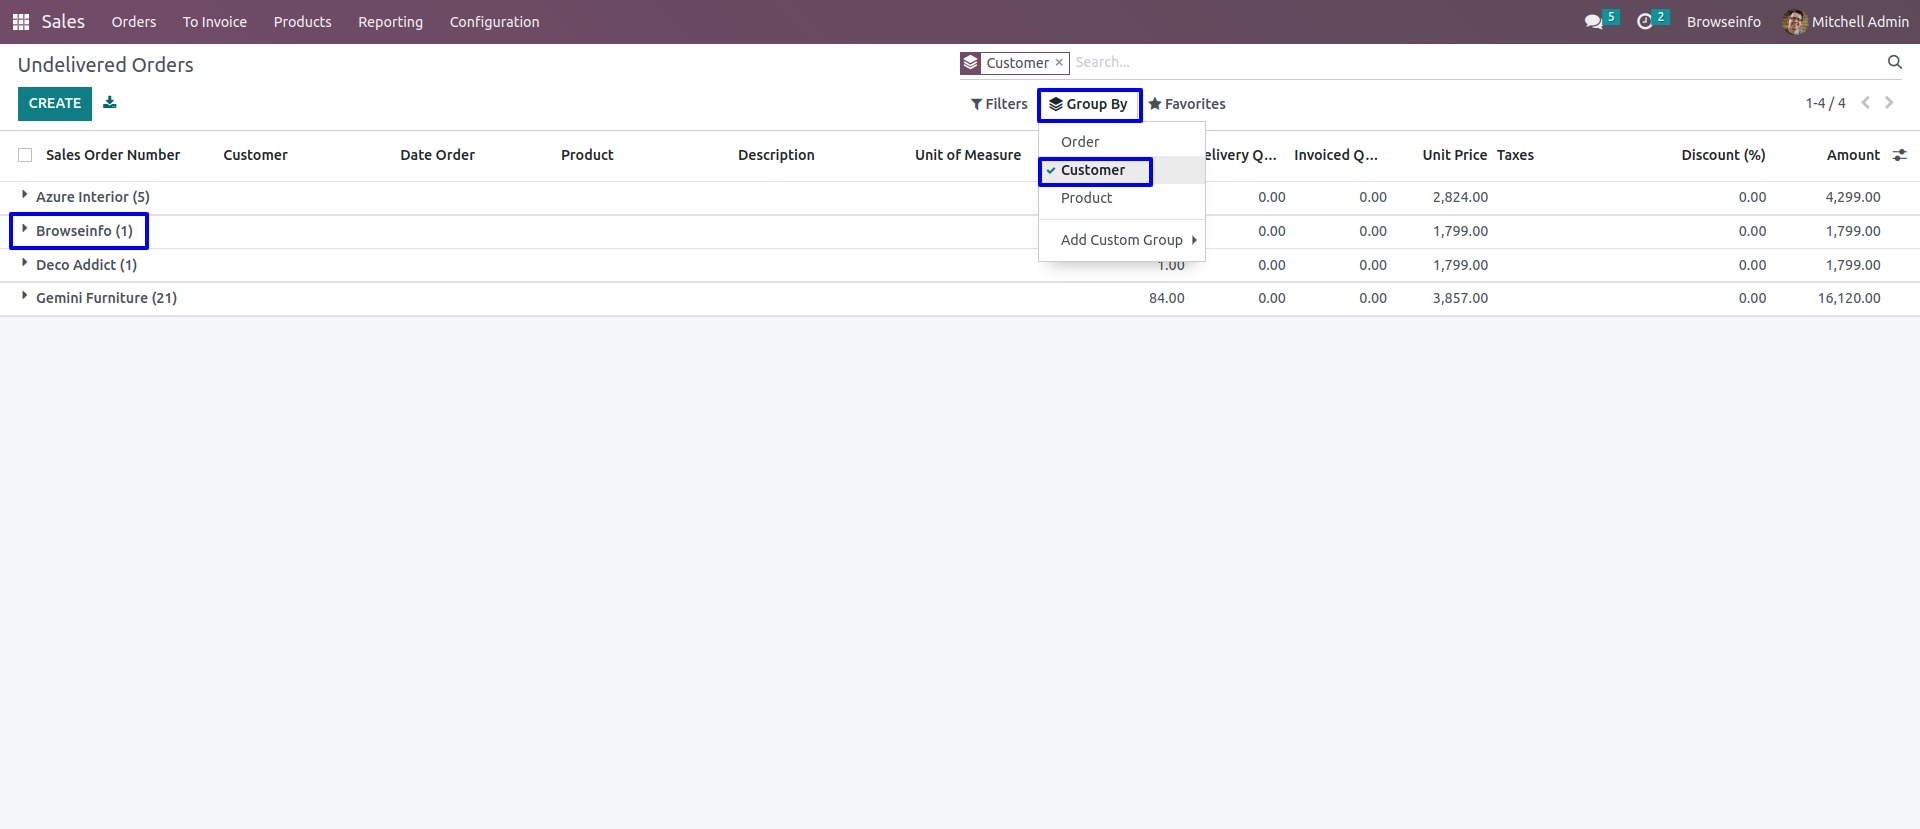 Sales Orders To Invoice Products Reporting Configuration 5 2 Browseinfo Mitchell Admin
Undelivered Orders Customer × Search...
CREATE Filters Group By Favorites 1-4 / 4
Order
Customer
Product
Add Custom Group
Sales Order Number Customer Date Order Product Description Unit of Measure elivery Q... Invoiced Q... Unit Price Taxes Discount (%) Amount
Azure Interior (5) 0.00 0.00 2,824.00 0.00 4,299.00
Browseinfo (1) 0.00 0.00 1,799.00 0.00 1,799.00
Deco Addict (1) 1.00 0.00 0.00 1,799.00 0.00 1,799.00
Gemini Furniture (21) 84.00 0.00 0.00 3,857.00 0.00 16,120.00